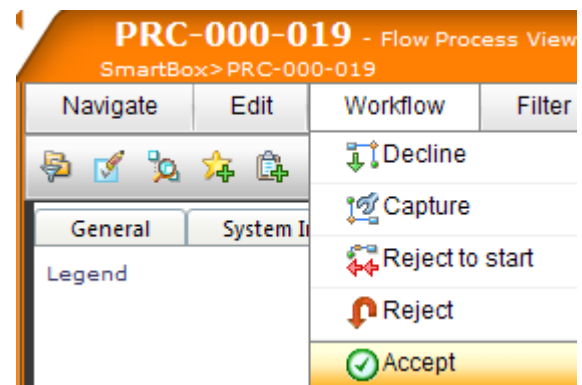 PRC-000-019 - Flow Process View
SmartBox>PRC-000-019
Navigate Edit Workflow Filter
Decline
Capture
General System
Reject to start
Legend
Reject
Accept